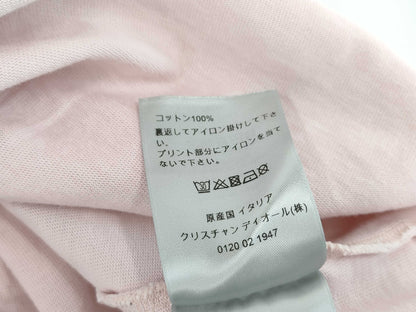 コットン100%
裏返してアイロン掛けして下さ
い.
プリント部分にアイロンを当て
ないで下さい.
原産国 イタリア
クリスチャン ディオール(株)
0120 02 1947